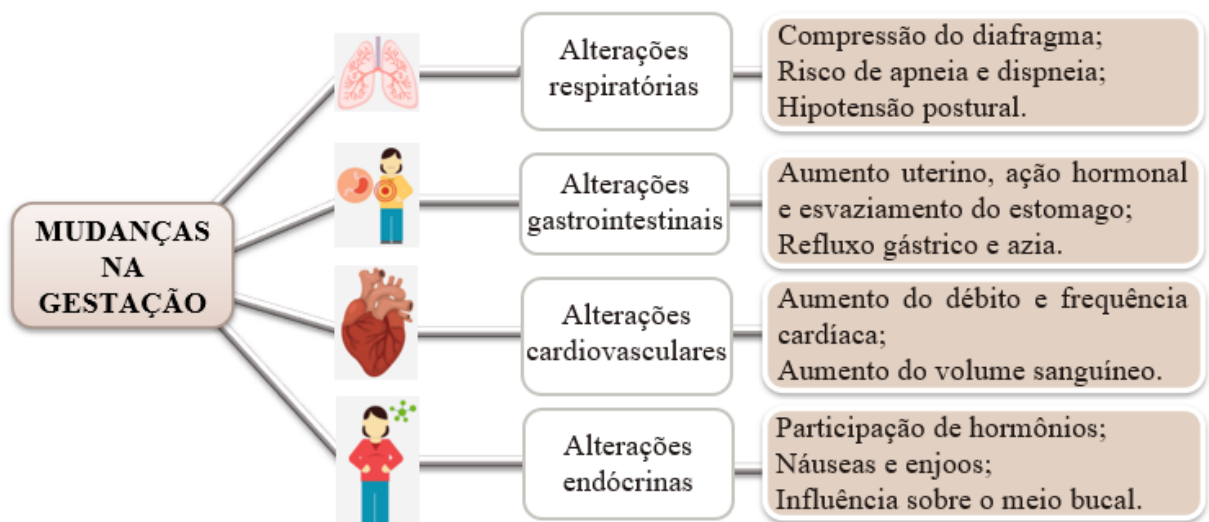 MUDANÇAS
NA
GESTAÇÃO
Alterações
respiratórias
Compressão do diafragma;
Risco de apneia e dispneia;
Hipotensão postural.
Alterações
gastrointestinais
Aumento uterino, ação hormonal
e esvaziamento do estomago;
Refluxo gástrico e azia.
Alterações
cardiovasculares
Aumento do débito e frequência
cardíaca;
Aumento do volume sanguíneo.
Alterações
endócrinas
Participação de hormônios;
Náuseas e enjoos;
Influência sobre o meio bucal.